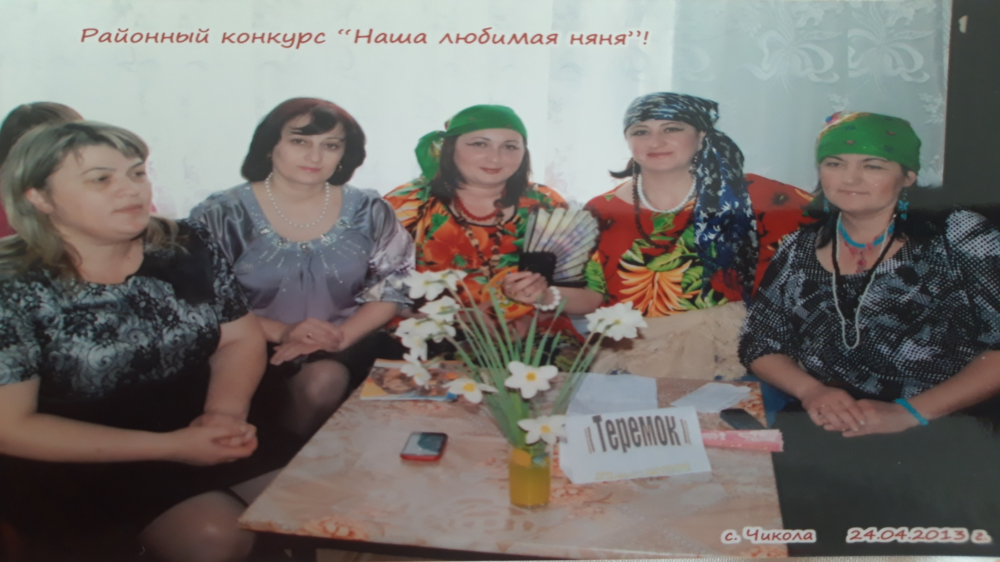 Районный конкурс “Наша любимая няня”!
"Теремок"
с. Чикола 24.04.2013 г.